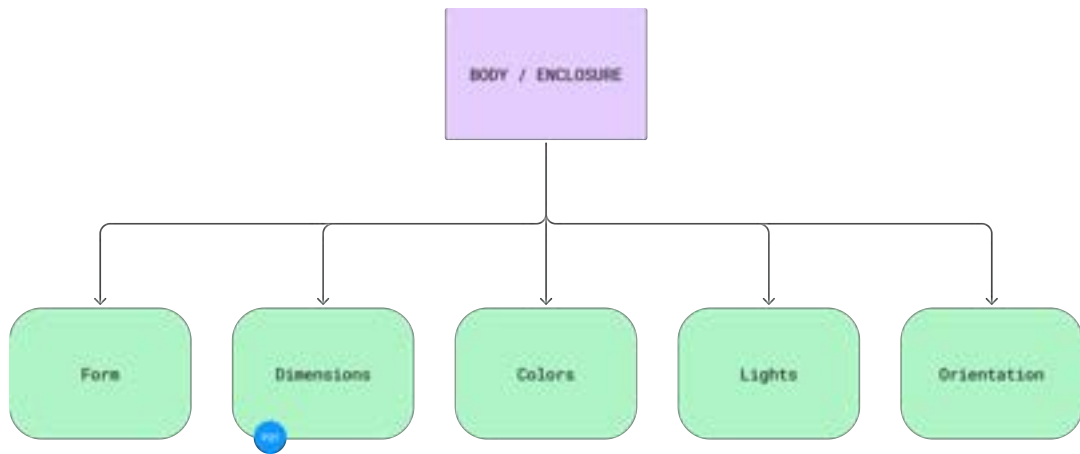 BODY / ENCLOSURE
Form
Dimensions
Colors
Lights
Orientation